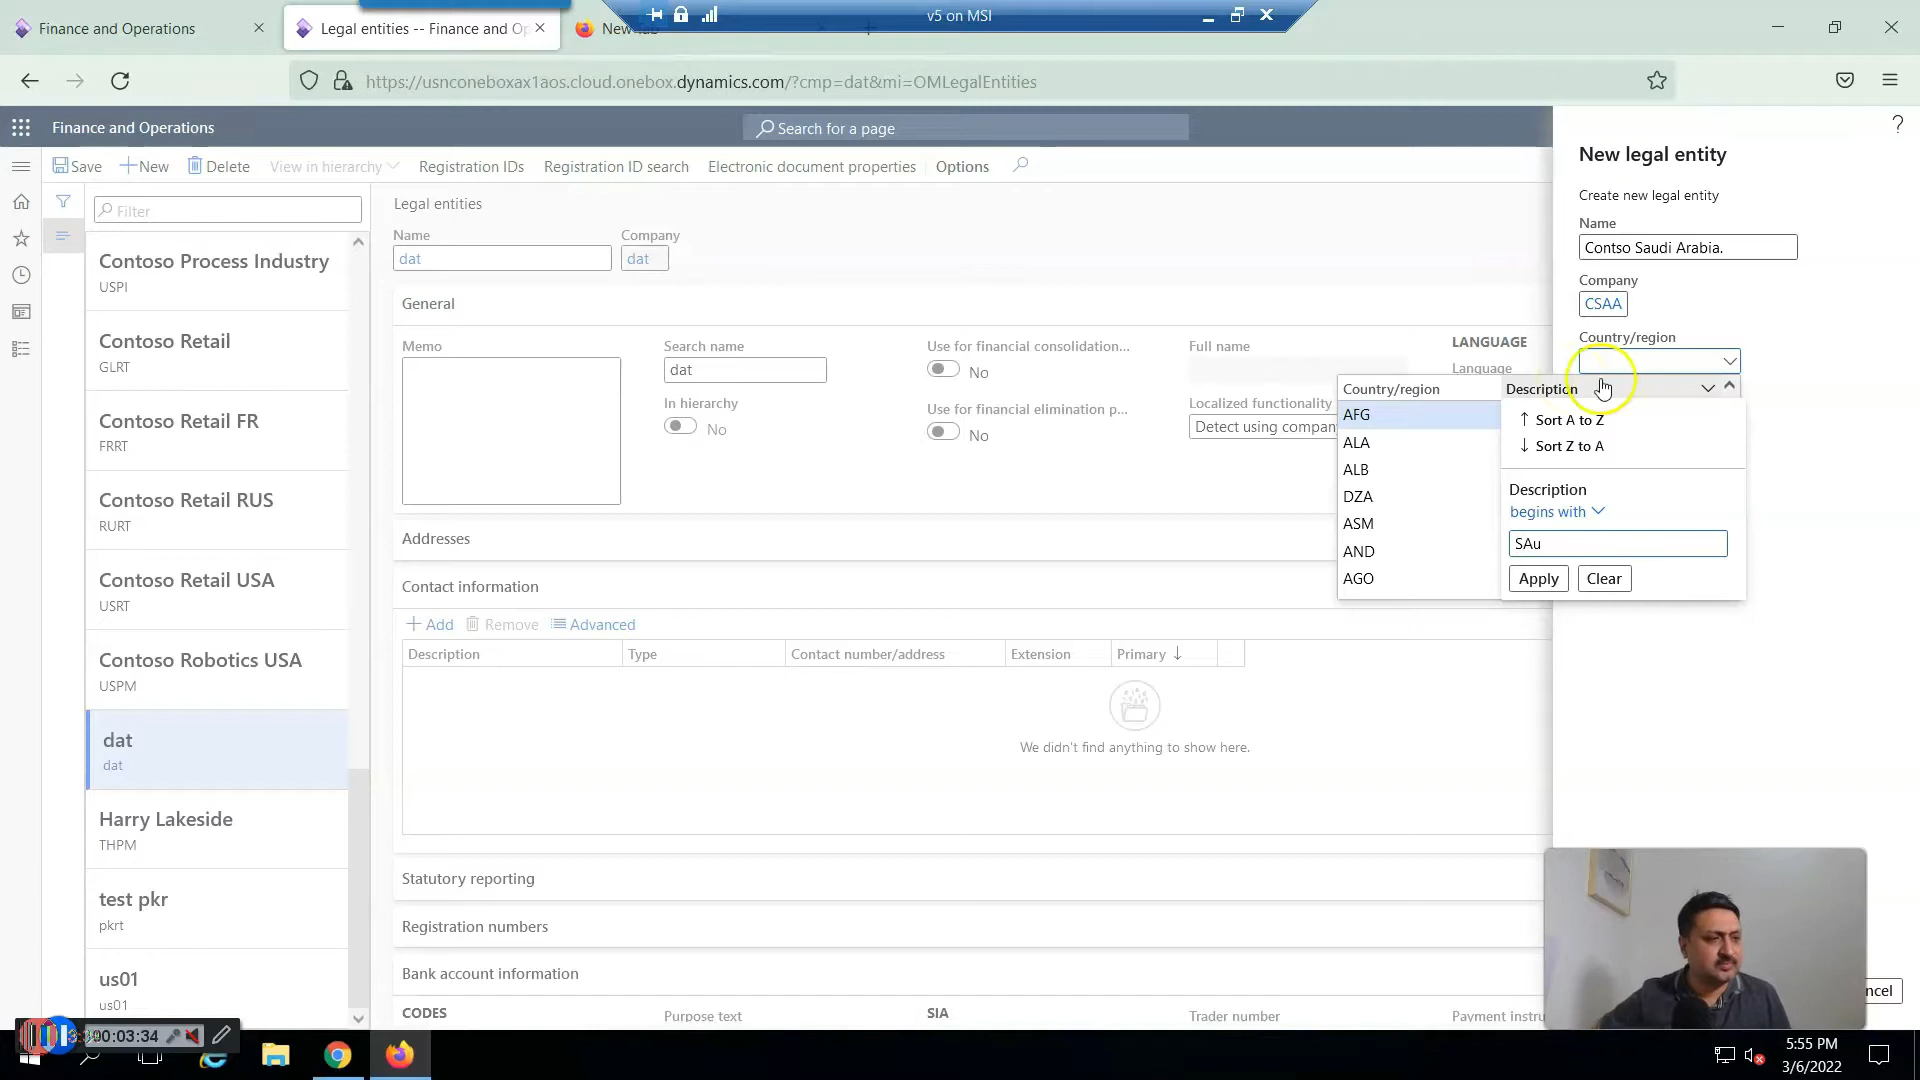 v5 on MSI
Finance and Operations
Legal entities -- Finance and Op
New Tab
https://usnconeboxax1aos.cloud.onebox.dynamics.com/?cmp=dat&mi=OMLegalEntities
Finance and Operations
Search for a page
?
Save
New
Delete
View in hierarchy
Registration IDs
Registration ID search
Electronic document properties
Options
Filter
Contoso Process Industry
USPI
Contoso Retail
GLRT
Contoso Retail FR
FRRT
Contoso Retail RUS
RURT
Contoso Retail USA
USRT
Contoso Robotics USA
USPM
dat
dat
Harry Lakeside
THPM
test pkr
pkrt
us01
us01
Legal entities
Name
Company
dat
dat
General
Memo
Search name
dat
In hierarchy
No
Use for financial consolidation...
No
Use for financial elimination p...
No
Full name
Localized functionality
Detect using company
LANGUAGE
Language
Addresses
Contact information
Add
Remove
Advanced
Description
Type
Contact number/address
Extension
Primary
We didn't find anything to show here.
Statutory reporting
Registration numbers
Bank account information
CODES
Purpose text
SIA
Trader number
Payment instru
New legal entity
Create new legal entity
Name
Contso Saudi Arabia.
Company
CSAA
Country/region
Country/region
Description
AFG
ALA
ALB
DZA
ASM
AND
AGO
Sort A to Z
Sort Z to A
Description
begins with
SAu
Apply
Clear
ncel
00:03:34
5:55 PM
3/6/2022